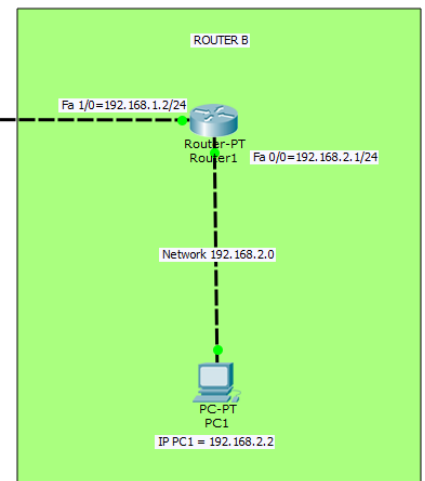 ROUTER B
Fa 1/0=192.168.1.2/24
Router-PT
Router1
Fa 0/0=192.168.2.1/24
Network 192.168.2.0
PC-PT
PC1
IP PC1 = 192.168.2.2